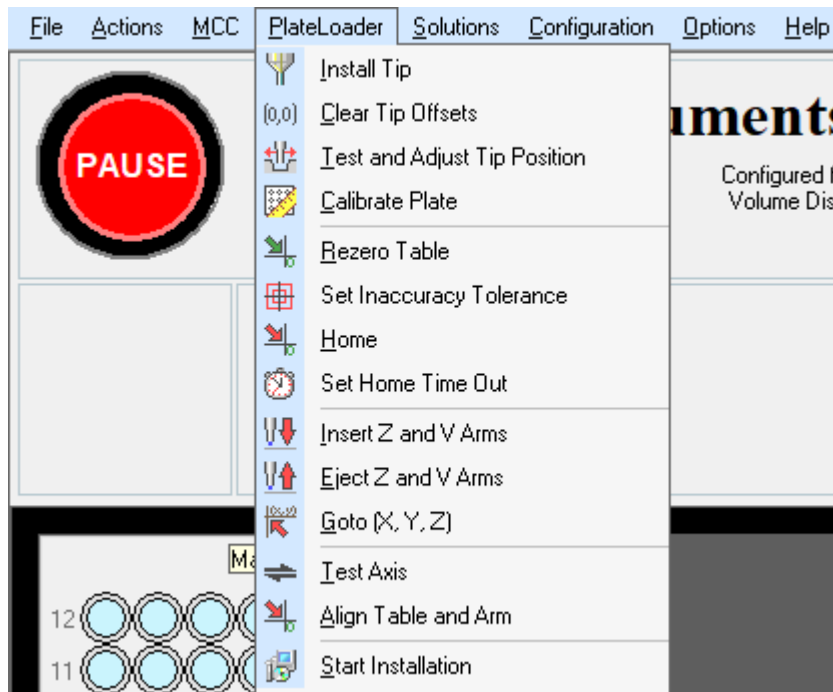 File Actions MCC PlateLoader Solutions Configuration Options Help
Install Tip
(0,0) Clear Tip Offsets
Test and Adjust Tip Position
Calibrate Plate
Rezero Table
Set Inaccuracy Tolerance
Home
Set Home Time Out
Insert Z and V Arms
Eject Z and V Arms
Goto (X, Y, Z)
Test Axis
Align Table and Arm
Start Installation
PAUSE
uments
Configured f
Volume Dis
Ma
12
11